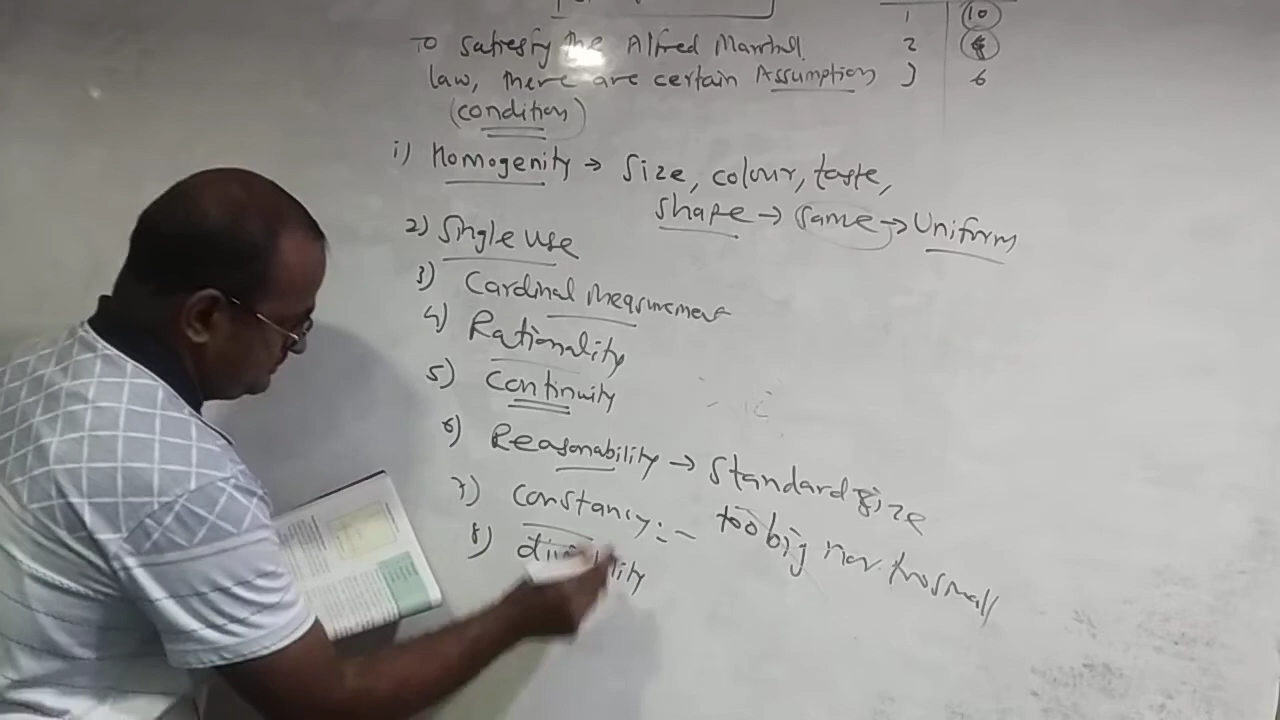 1 10
To satisfy the Alfred Marshal 2
law, there are certain Assumption 3 6
(condition)
i) Homogenity → Size, colour, taste,
shape → same → Uniform
2) Single use
3) Cardinal Measurement
4) Rationality
5) Continuity
6) Reasonability → Standard size
7) Constancy:- too big nor too small
8)